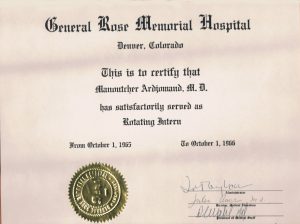 General Rose Memorial Hospital
Denver, Colorado
This is to certify that
Manoutcher Ardjomand, M. D.
has satisfactorily served as
Rotating Intern
From October 1, 1965 To October 1, 1966
Administrator